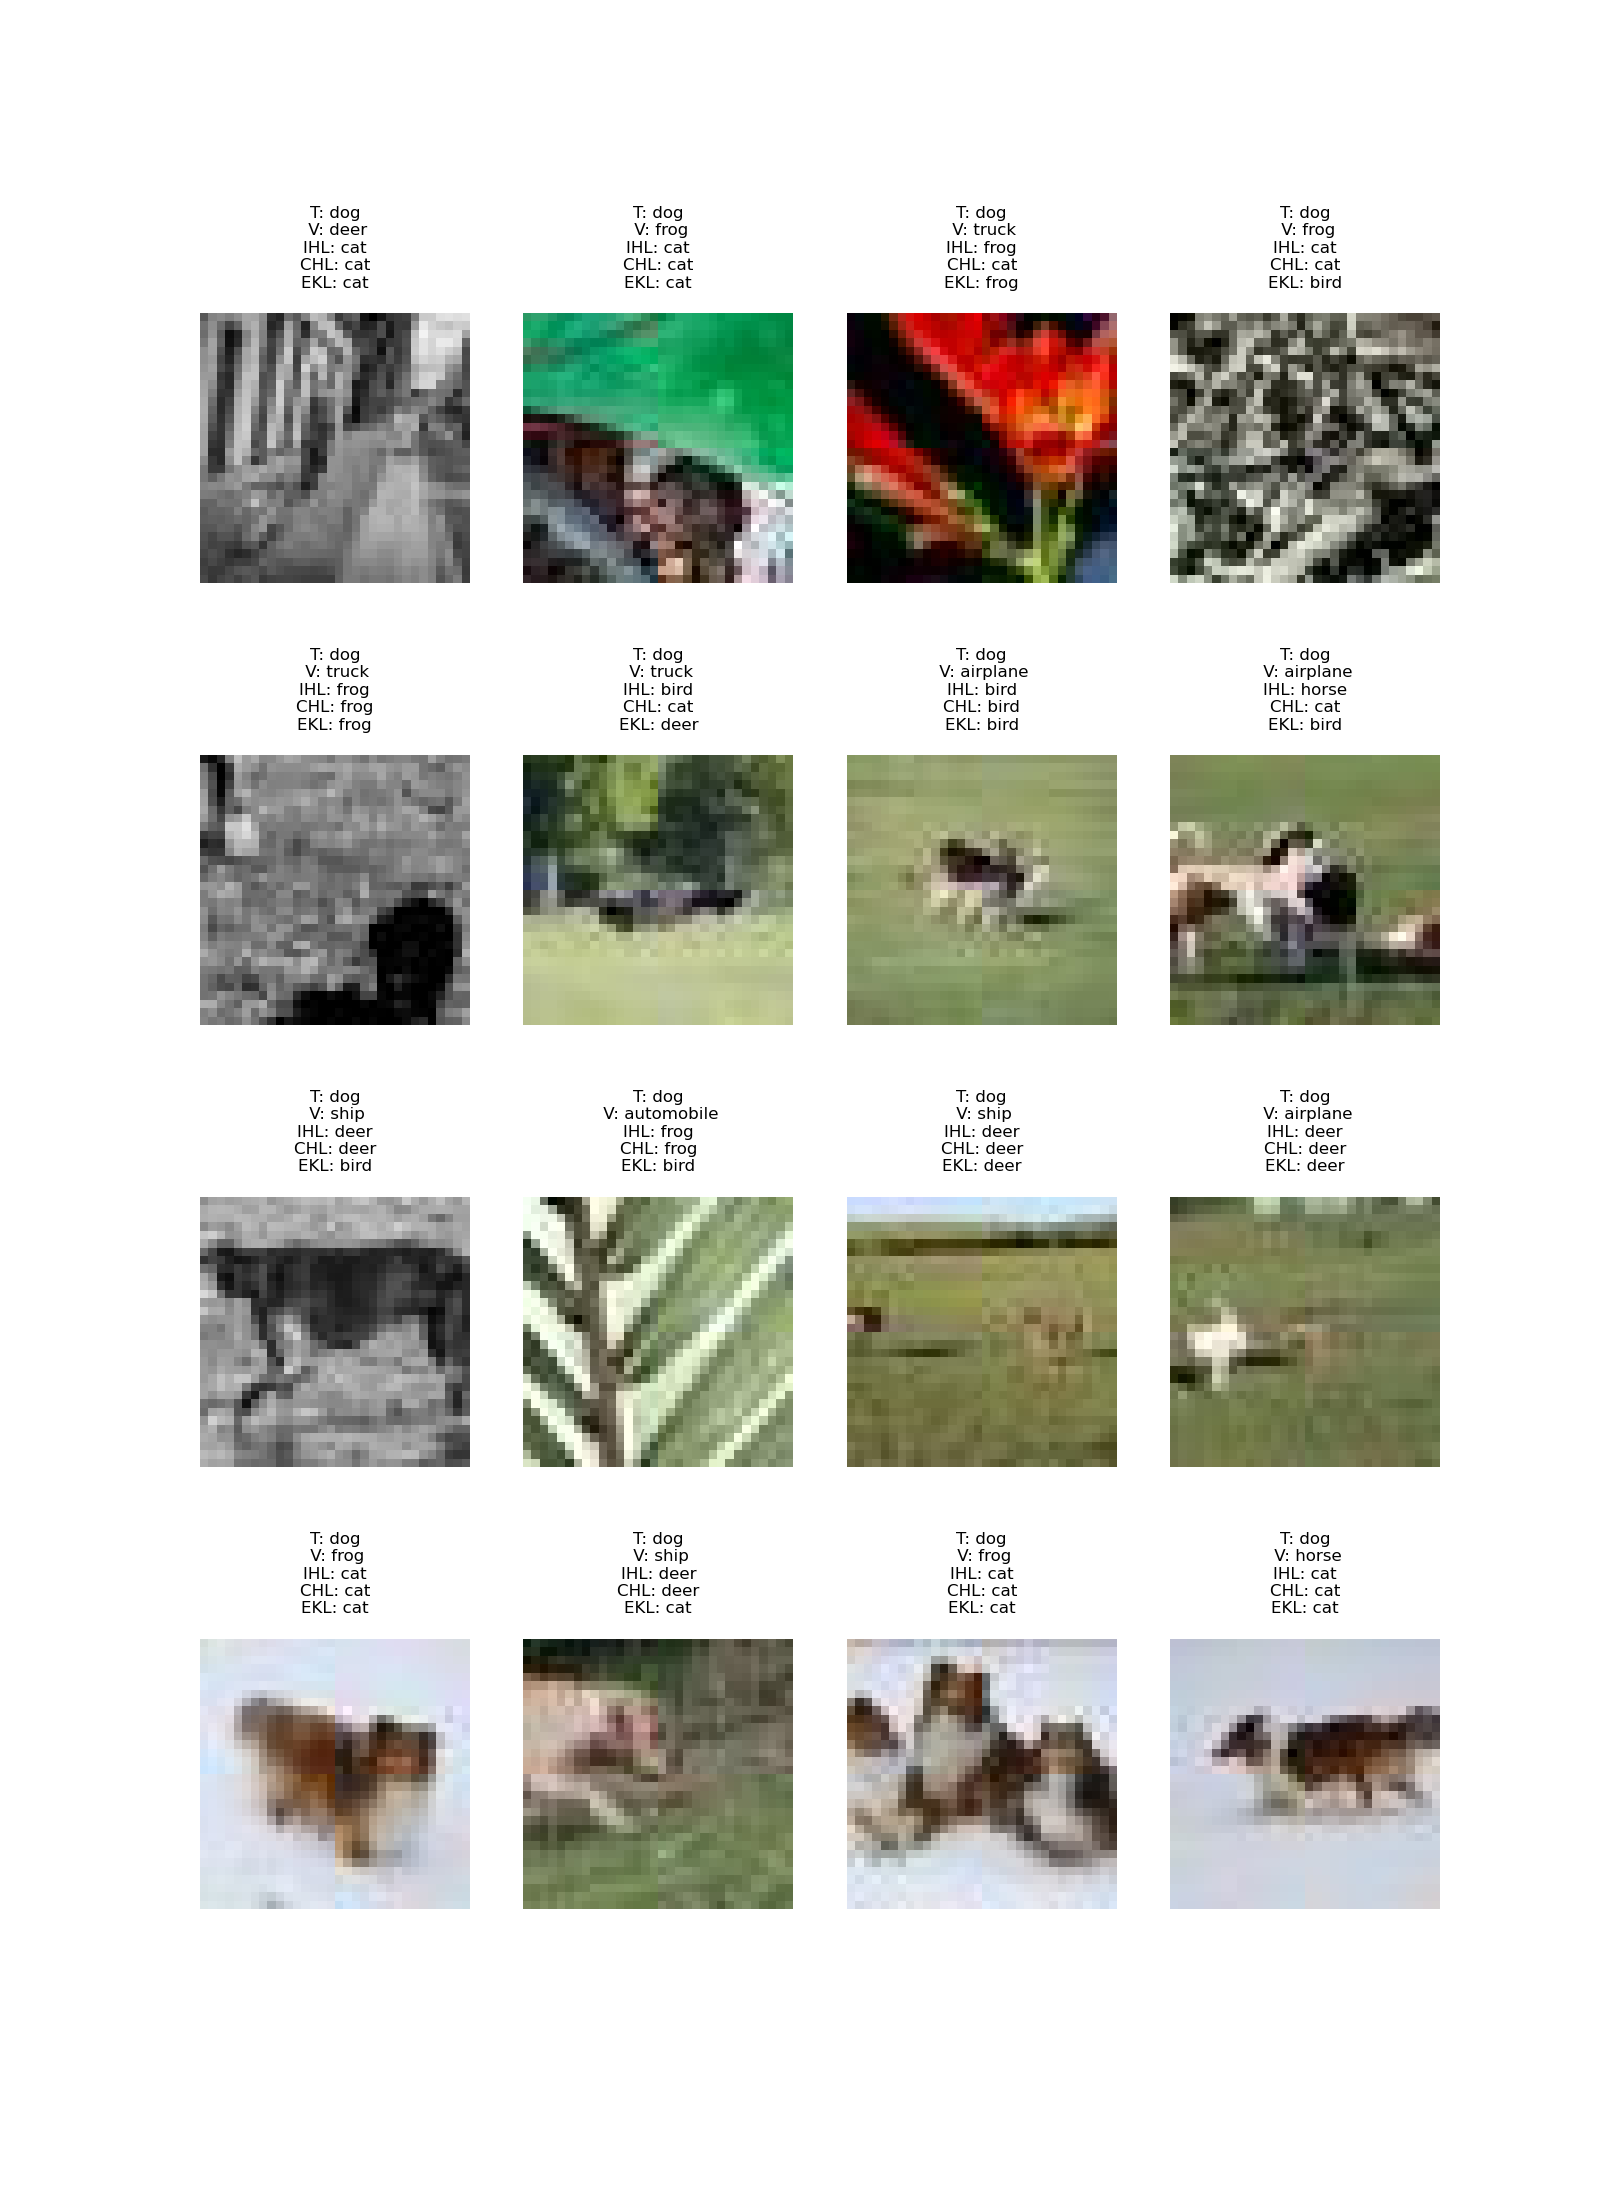 T: dog
V: deer
IHL: cat
CHL: cat
EKL: cat
T: dog
V: frog
IHL: cat
CHL: cat
EKL: cat
T: dog
V: truck
IHL: frog
CHL: cat
EKL: frog
T: dog
V: frog
IHL: cat
CHL: cat
EKL: bird
T: dog
V: truck
IHL: frog
CHL: frog
EKL: frog
T: dog
V: truck
IHL: bird
CHL: cat
EKL: deer
T: dog
V: airplane
IHL: bird
CHL: bird
EKL: bird
T: dog
V: airplane
IHL: horse
CHL: cat
EKL: bird
T: dog
V: ship
IHL: deer
CHL: deer
EKL: bird
T: dog
V: automobile
IHL: frog
CHL: frog
EKL: bird
T: dog
V: ship
IHL: deer
CHL: deer
EKL: deer
T: dog
V: airplane
IHL: deer
CHL: deer
EKL: deer
T: dog
V: frog
IHL: cat
CHL: cat
EKL: cat
T: dog
V: ship
IHL: deer
CHL: deer
EKL: cat
T: dog
V: frog
IHL: cat
CHL: cat
EKL: cat
T: dog
V: horse
IHL: cat
CHL: cat
EKL: cat